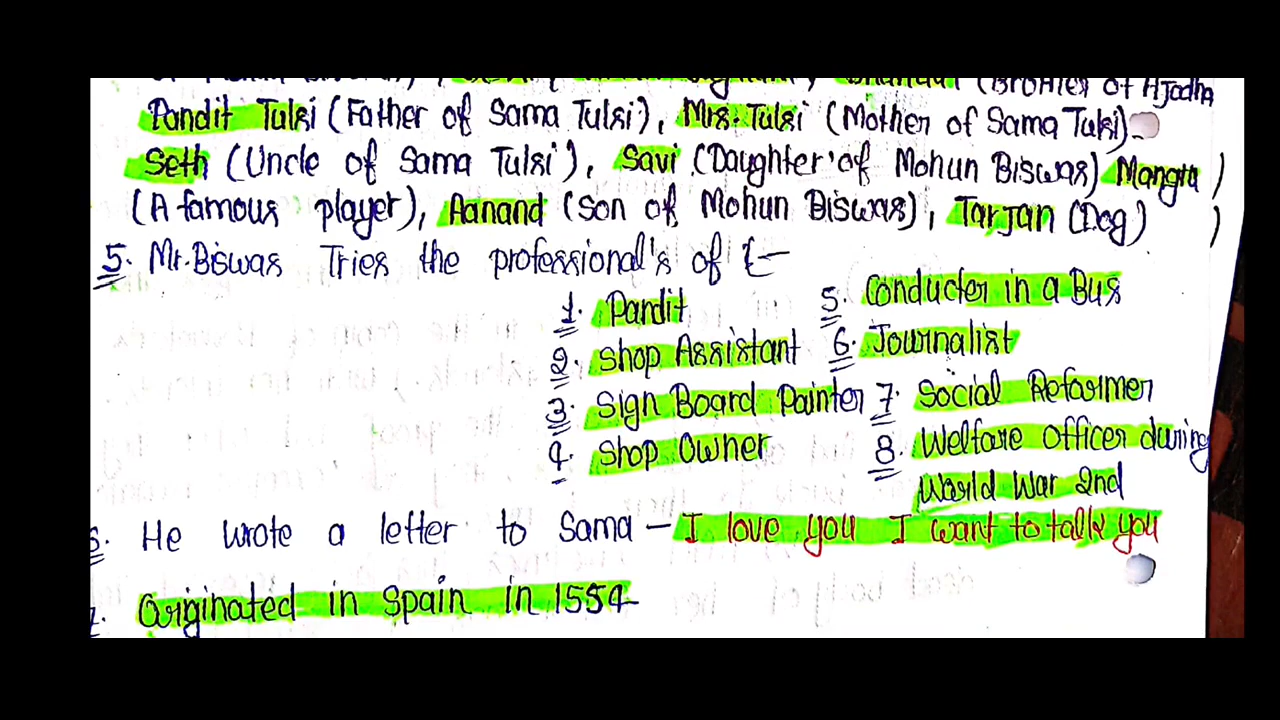 (Brother of Ajodha
Pandit Tulsi (Father of Sama Tulsi), Mrs. Tulsi (Mother of Sama Tulsi).
Seth (Uncle of Sama Tulsi), Savi (Daughter of Mohun Biswas) Mangru
(A famous player), Aanand (Son of Mohun Biswas), Tarjan (Dog)
5. Mr. Biswas Tries the professional's of :-
1. Pandit
2. Shop Assistant
3. Sign Board Painter
4. Shop Owner
5. Conducter in a Bus
6. Journalist
7. Social Reformer
8. Welfare officer during
World War 2nd
6. He wrote a letter to Sama – I love you I want to talk you
7. Originated in Spain in 1554